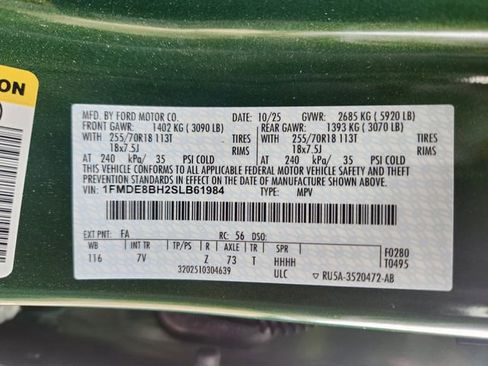 ON
MFD. BY FORD MOTOR CO. 10/25 GVWR: 2685 KG ( 5920 LB)
FRONT GAWR: 1402 KG ( 3090 LB) REAR GAWR: 1393 KG ( 3070 LB)
WITH 255/70R18 113T TIRES WITH 255/70R18 113T TIRES
18x7.5J RIMS 18x7.5J RIMS
AT 240 kPa/ 35 PSI COLD AT 240 kPa/ 35 PSI COLD
THIS VEHICLE CONFORMS TO ALL APPLICABLE FEDERAL MOTOR VEHICLE
SAFETY STANDARDS IN EFFECT ON THE DATE OF MANUFACTURE SHOWN ABOVE.
VIN: 1FMDE8BH2SLB61984 TYPE: MPV
EXT PNT: FA RC: 56 DSO:
WB INT TR TP/PS R AXLE TR SPR F0280
116 7V Z 73 T HHHH T0495
3202510304639 ULC RU5A-3520472-AB